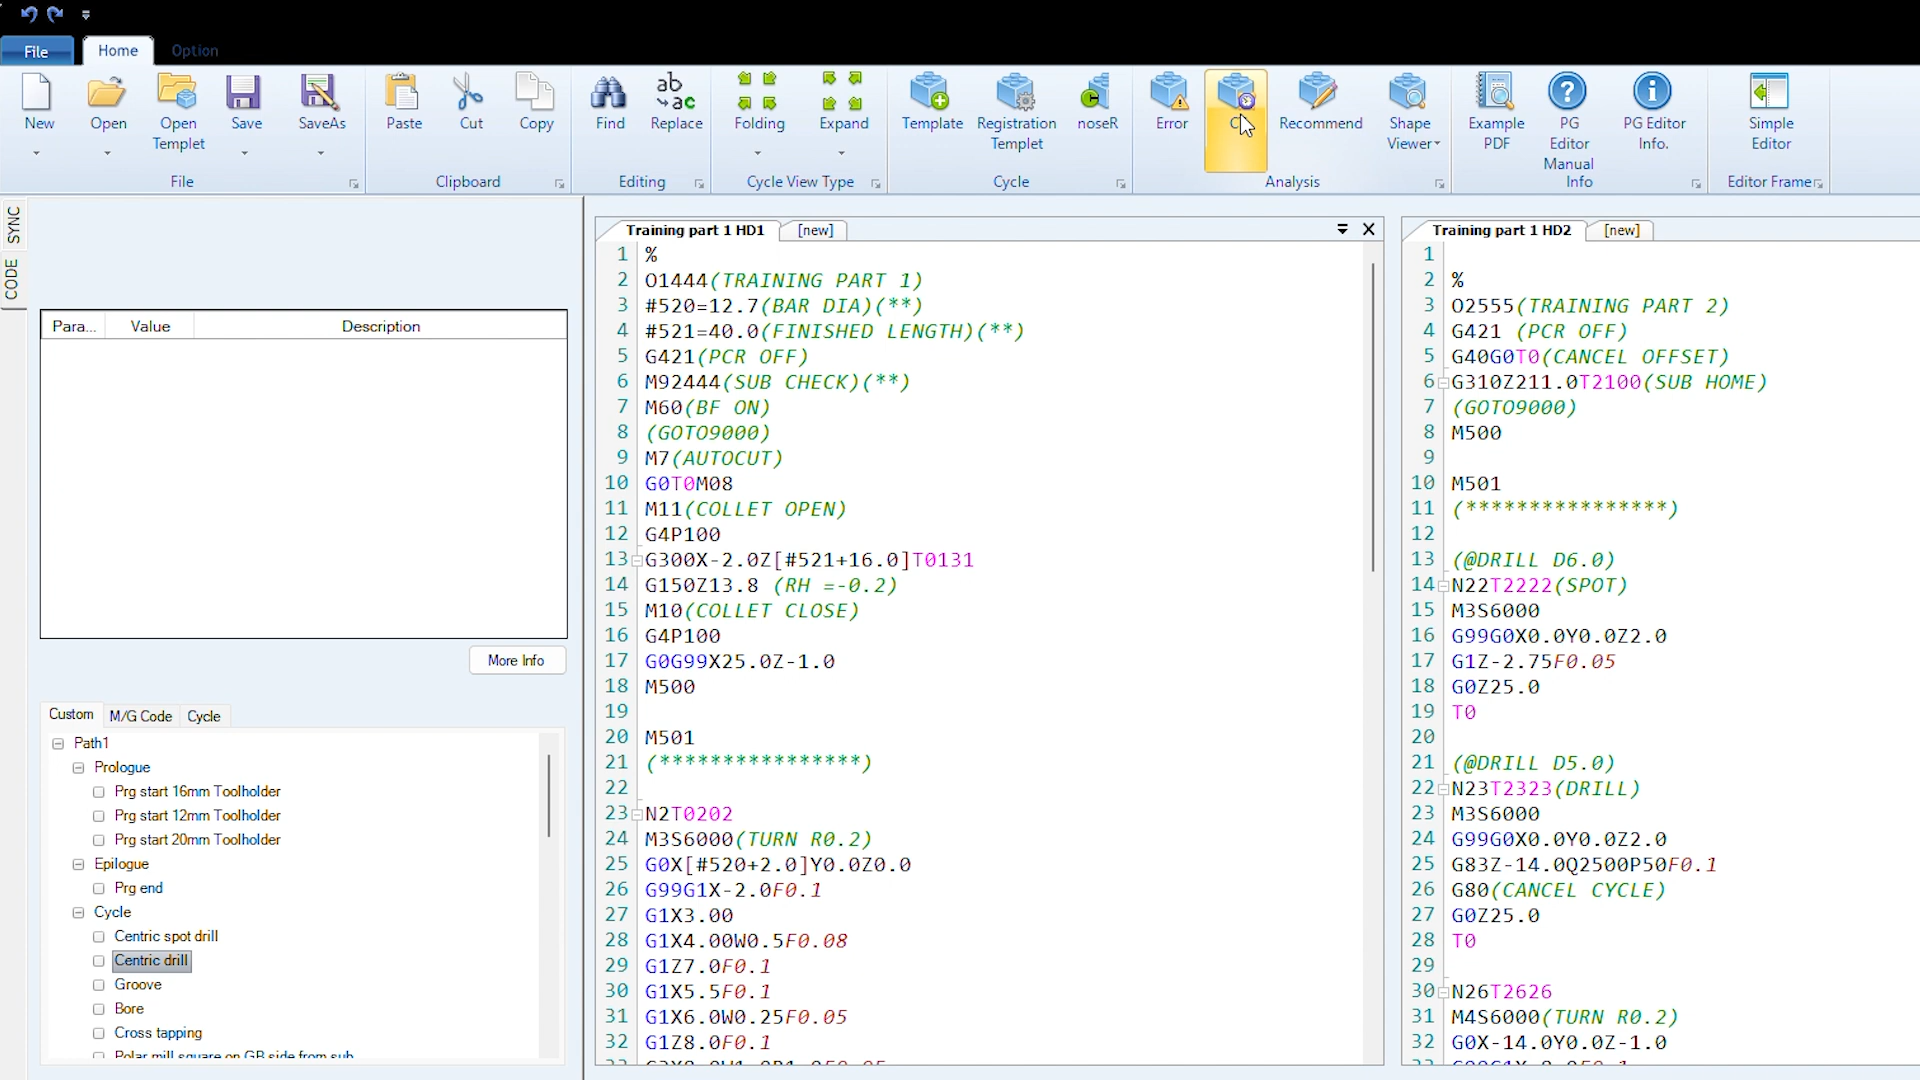 File
Home
Option
New
Open
Open Templet
Save
SaveAs
File
Paste
Cut
Copy
Clipboard
Find
Replace
Editing
Folding
Expand
Cycle View Type
Template
Registration Templet
noseR
Cycle
Error
Recommend
Shape Viewer
Analysis
Example PDF
PG Editor Manual
PG Editor Info.
Info
Simple Editor
Editor Frame
SYNC
CODE
Para... Value Description
More Info
Custom M/G Code Cycle
Path1
Prologue
Prg start 16mm Toolholder
Prg start 12mm Toolholder
Prg start 20mm Toolholder
Epilogue
Prg end
Cycle
Centric spot drill
Centric drill
Groove
Bore
Cross tapping
Polar mill square on GB side from sub
Training part 1 HD1 [new]
1 %
2 O1444(TRAINING PART 1)
3 #520=12.7(BAR DIA)(**)
4 #521=40.0(FINISHED LENGTH)(**)
5 G421(PCR OFF)
6 M92444(SUB CHECK)(**)
7 M60(BF ON)
8 (GOTO9000)
9 M7(AUTOCUT)
10 G0T0M08
11 M11(COLLET OPEN)
12 G4P100
13 G300X-2.0Z[#521+16.0]T0131
14 G150Z13.8 (RH =-0.2)
15 M10(COLLET CLOSE)
16 G4P100
17 G0G99X25.0Z-1.0
18 M500
19
20 M501
21 (****************)
22
23 N2T0202
24 M3S6000(TURN R0.2)
25 G0X[#520+2.0]Y0.0Z0.0
26 G99G1X-2.0F0.1
27 G1X3.00
28 G1X4.00W0.5F0.08
29 G1Z7.0F0.1
30 G1X5.5F0.1
31 G1X6.0W0.25F0.05
32 G1Z8.0F0.1
Training part 1 HD2 [new]
1
2 %
3 O2555(TRAINING PART 2)
4 G421 (PCR OFF)
5 G40G0T0(CANCEL OFFSET)
6 G310Z211.0T2100(SUB HOME)
7 (GOTO9000)
8 M500
9
10 M501
11 (****************)
12
13 (@DRILL D6.0)
14 N22T2222(SPOT)
15 M3S6000
16 G99G0X0.0Y0.0Z2.0
17 G1Z-2.75F0.05
18 G0Z25.0
19 T0
20
21 (@DRILL D5.0)
22 N23T2323(DRILL)
23 M3S6000
24 G99G0X0.0Y0.0Z2.0
25 G83Z-14.0Q2500P50F0.1
26 G80(CANCEL CYCLE)
27 G0Z25.0
28 T0
29
30 N26T2626
31 M4S6000(TURN R0.2)
32 G0X-14.0Y0.0Z-1.0